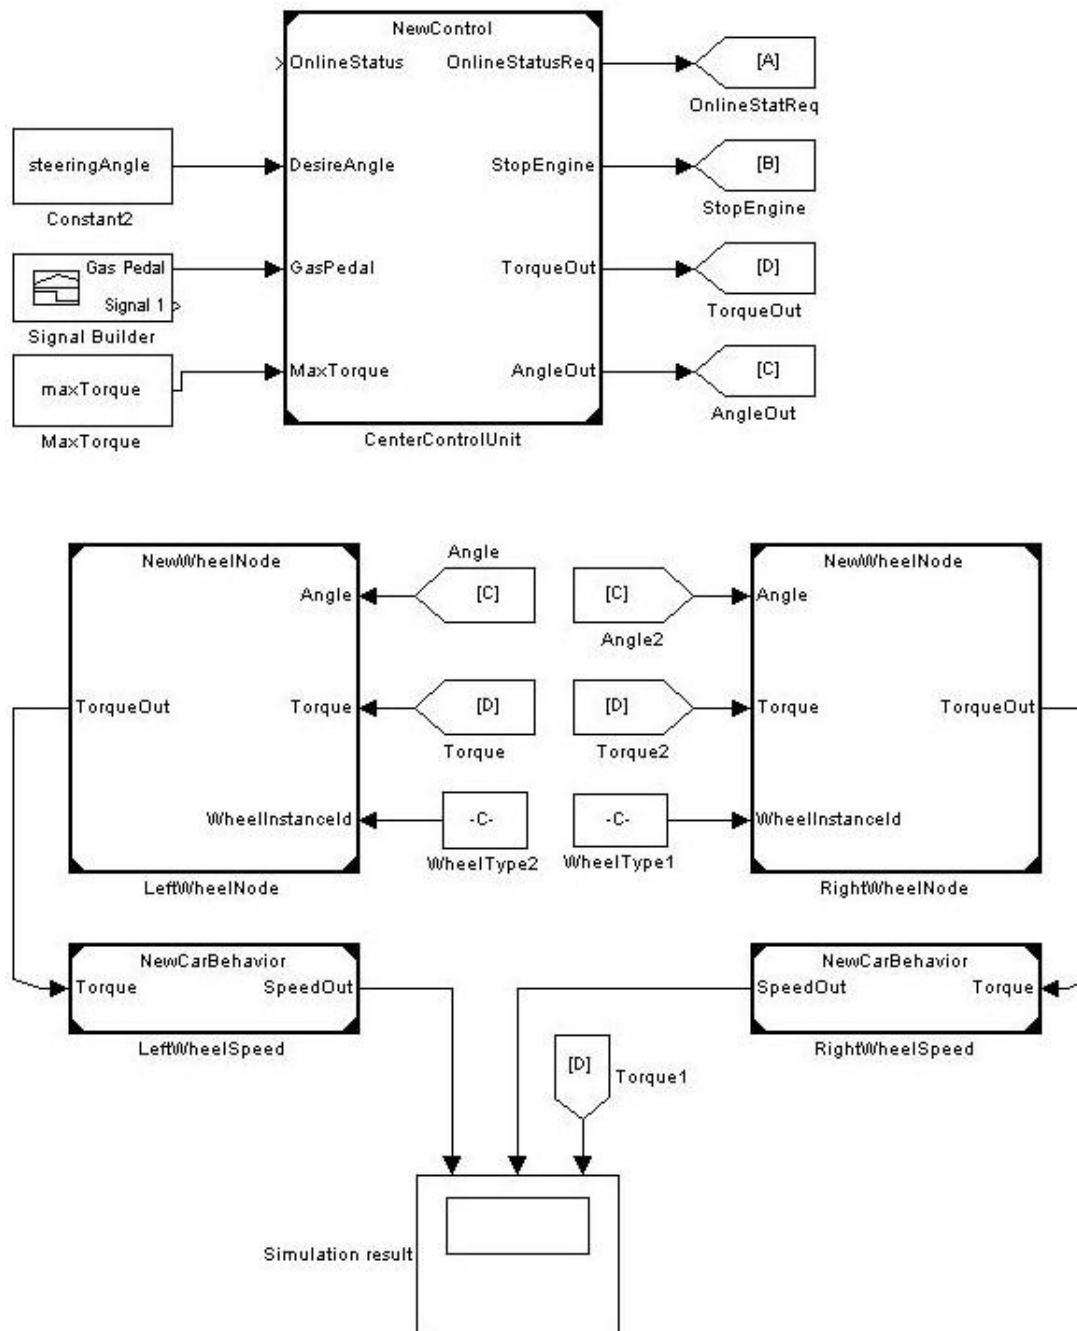 NewControl
OnlineStatus OnlineStatusReq [A]
OnlineStatReq
steeringAngle DesireAngle StopEngine [B]
Constant2 StopEngine
Gas Pedal GasPedal TorqueOut [D]
Signal 1
Signal Builder TorqueOut
maxTorque MaxTorque AngleOut [C]
MaxTorque AngleOut
CenterControlUnit
NewWheelNode Angle NewWheelNode
Angle [C] [C] Angle
Angle2
TorqueOut Torque [D] [D] Torque TorqueOut
Torque Torque2
WheelInstanceId -C- -C- WheelInstanceId
WheelType2 WheelType1
LeftWheelNode RightWheelNode
NewCarBehavior NewCarBehavior
Torque SpeedOut SpeedOut Torque
LeftWheelSpeed RightWheelSpeed
[D] Torque1
Simulation result